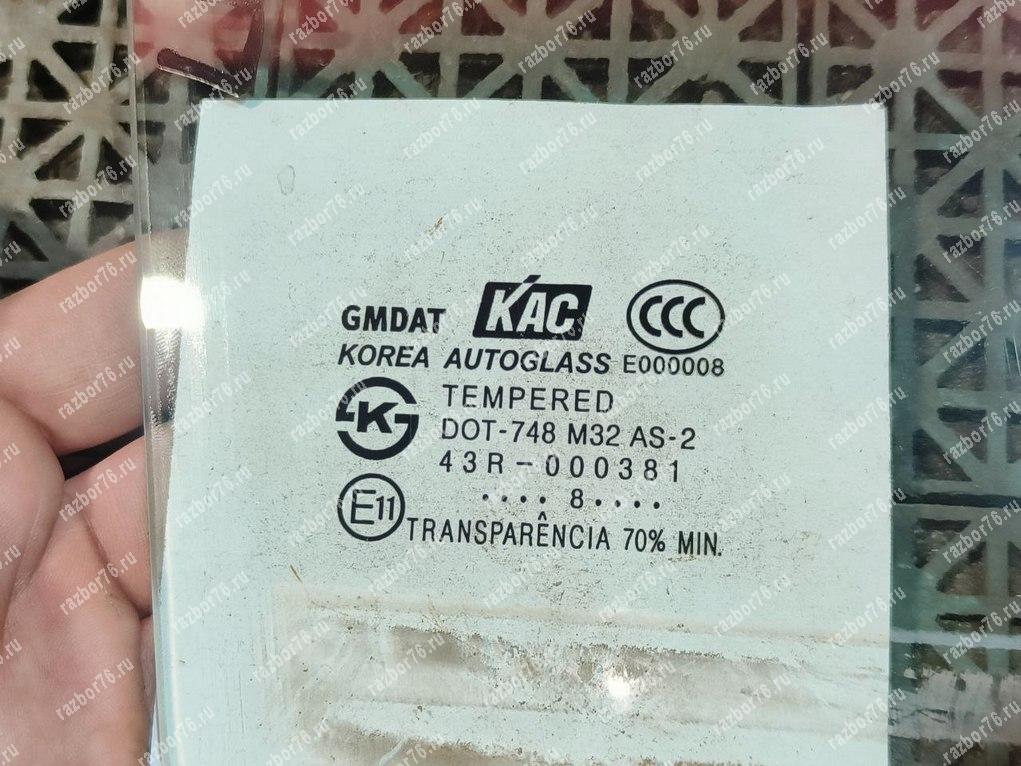 GMDAT KAC CCC
KOREA AUTOGLASS E000008
KS TEMPERED
DOT-748 M32 AS-2
43R-000381
···· 8 ····
E11 TRANSPARÊNCIA 70% MIN.
razbor76.ru